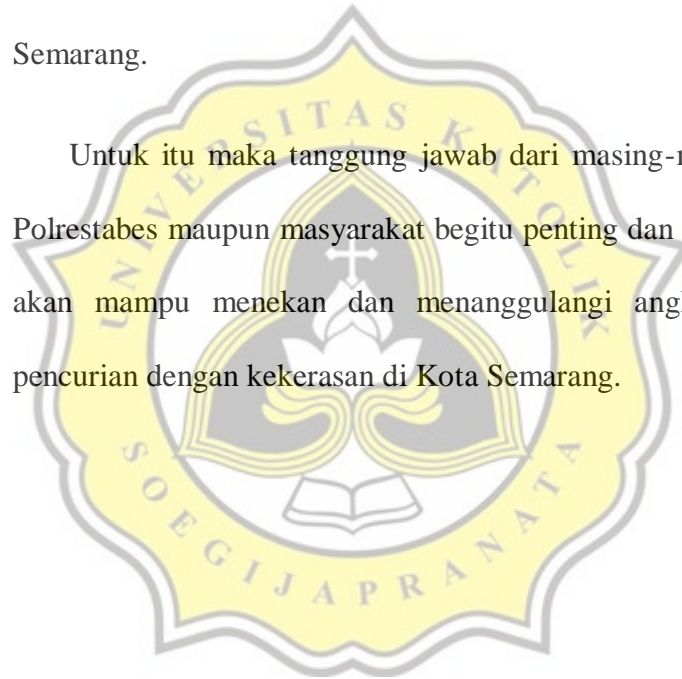 Semarang.
Untuk itu maka tanggung jawab dari masing-
Polrestabes maupun masyarakat begitu penting dan
akan mampu menekan dan menanggulangi
pencurian dengan kekerasan di Kota Semarang.
UNIVERSITAS KATOLIK
SOEGIJAPRANATA